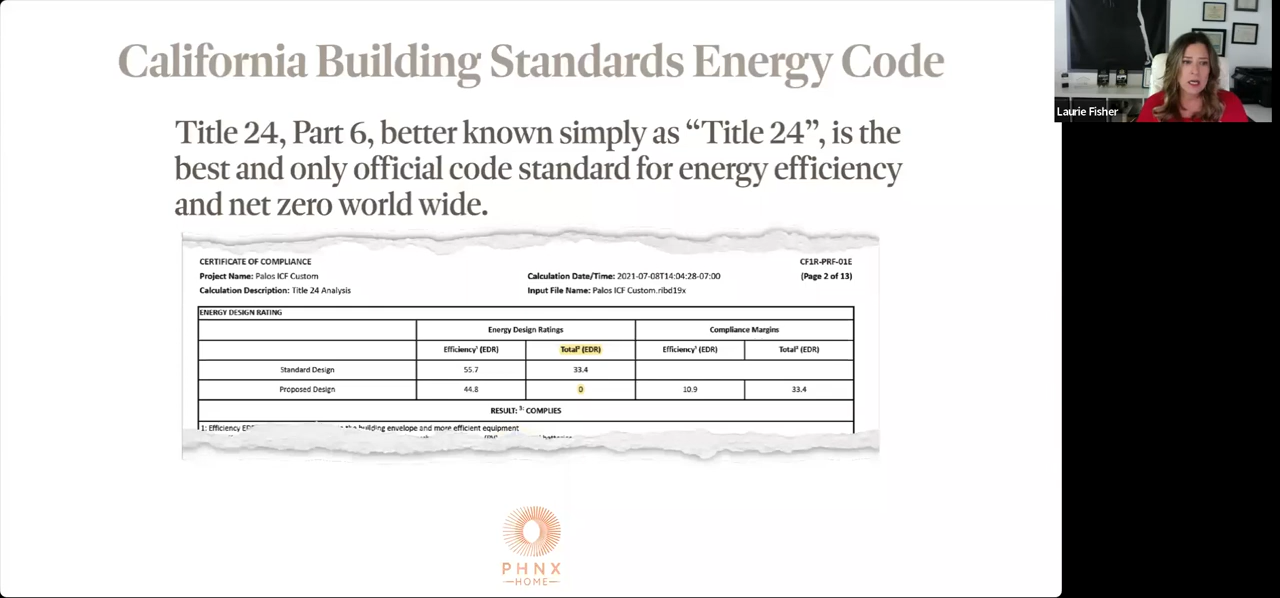 California Building Standards Energy Code
Title 24, Part 6, better known simply as “Title 24”, is the
best and only official code standard for energy efficiency
and net zero world wide.
CERTIFICATE OF COMPLIANCE
CF1R-PRF-01E
Project Name: Palos ICF Custom
Calculation Date/Time: 2021-07-08T14:04:28-07:00
(Page 2 of 13)
Calculation Description: Title 24 Analysis
Input File Name: Palos ICF Custom.ribd19x
ENERGY DESIGN RATING
Energy Design Ratings
Compliance Margins
Efficiency¹ (EDR)
Total² (EDR)
Efficiency¹ (EDR)
Total² (EDR)
Standard Design
55.7
33.4
Proposed Design
44.8
0
10.9
33.4
RESULT: ³: COMPLIES
1: Efficiency the building envelope and more efficient equipment
PHNX
HOME
Laurie Fisher